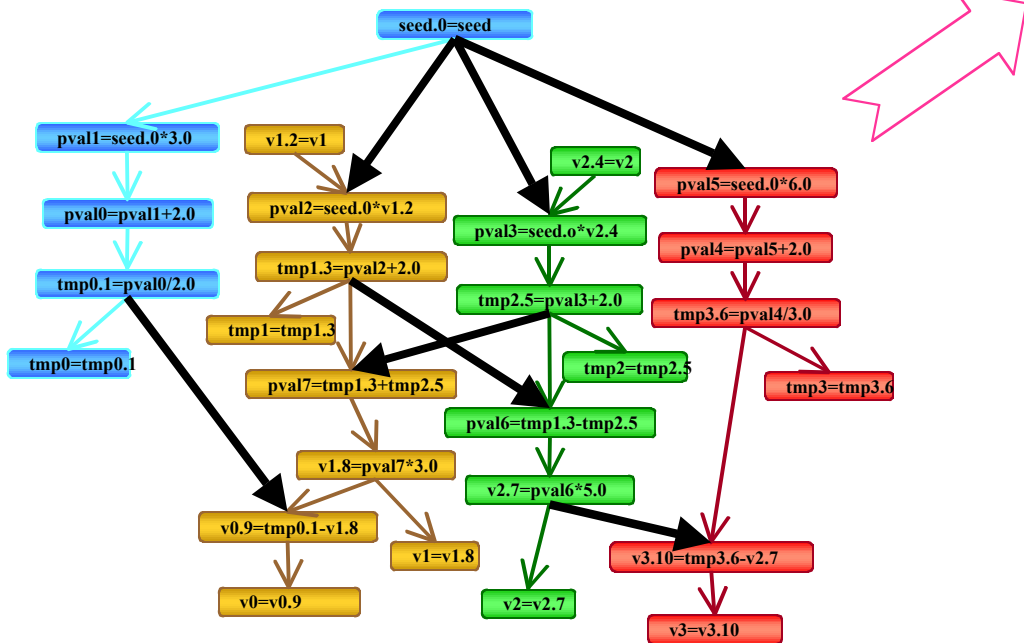 seed.0=seed
pval1=seed.0*3.0
v1.2=v1
v2.4=v2
pval5=seed.0*6.0
pval0=pval1+2.0
pval2=seed.0*v1.2
pval3=seed.o*v2.4
pval4=pval5+2.0
tmp0.1=pval0/2.0
tmp1.3=pval2+2.0
tmp2.5=pval3+2.0
tmp3.6=pval4/3.0
tmp1=tmp1.3
tmp0=tmp0.1
tmp2=tmp2.5
pval7=tmp1.3+tmp2.5
tmp3=tmp3.6
pval6=tmp1.3-tmp2.5
v1.8=pval7*3.0
v2.7=pval6*5.0
v0.9=tmp0.1-v1.8
v1=v1.8
v3.10=tmp3.6-v2.7
v0=v0.9
v2=v2.7
v3=v3.10